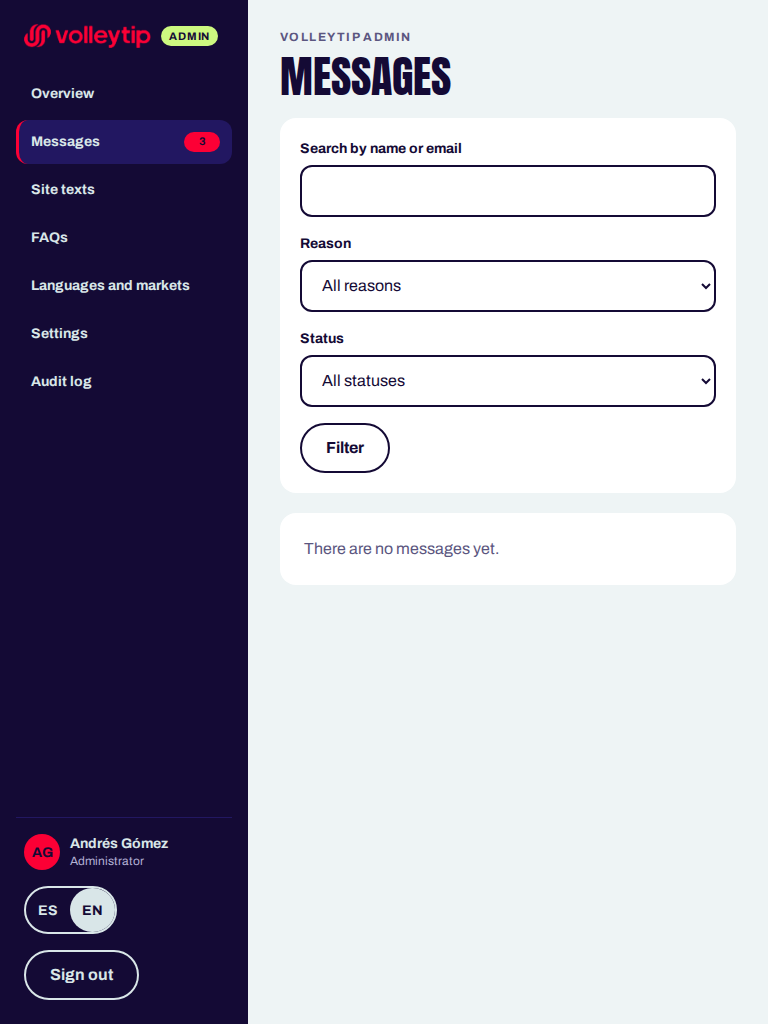 volleytip ADMIN
Overview
Messages 3
Site texts
FAQs
Languages and markets
Settings
Audit log
AG Andrés Gómez
Administrator
ES EN
Sign out
VOLLEYTIP ADMIN
MESSAGES
Search by name or email
Reason
All reasons
Status
All statuses
Filter
There are no messages yet.